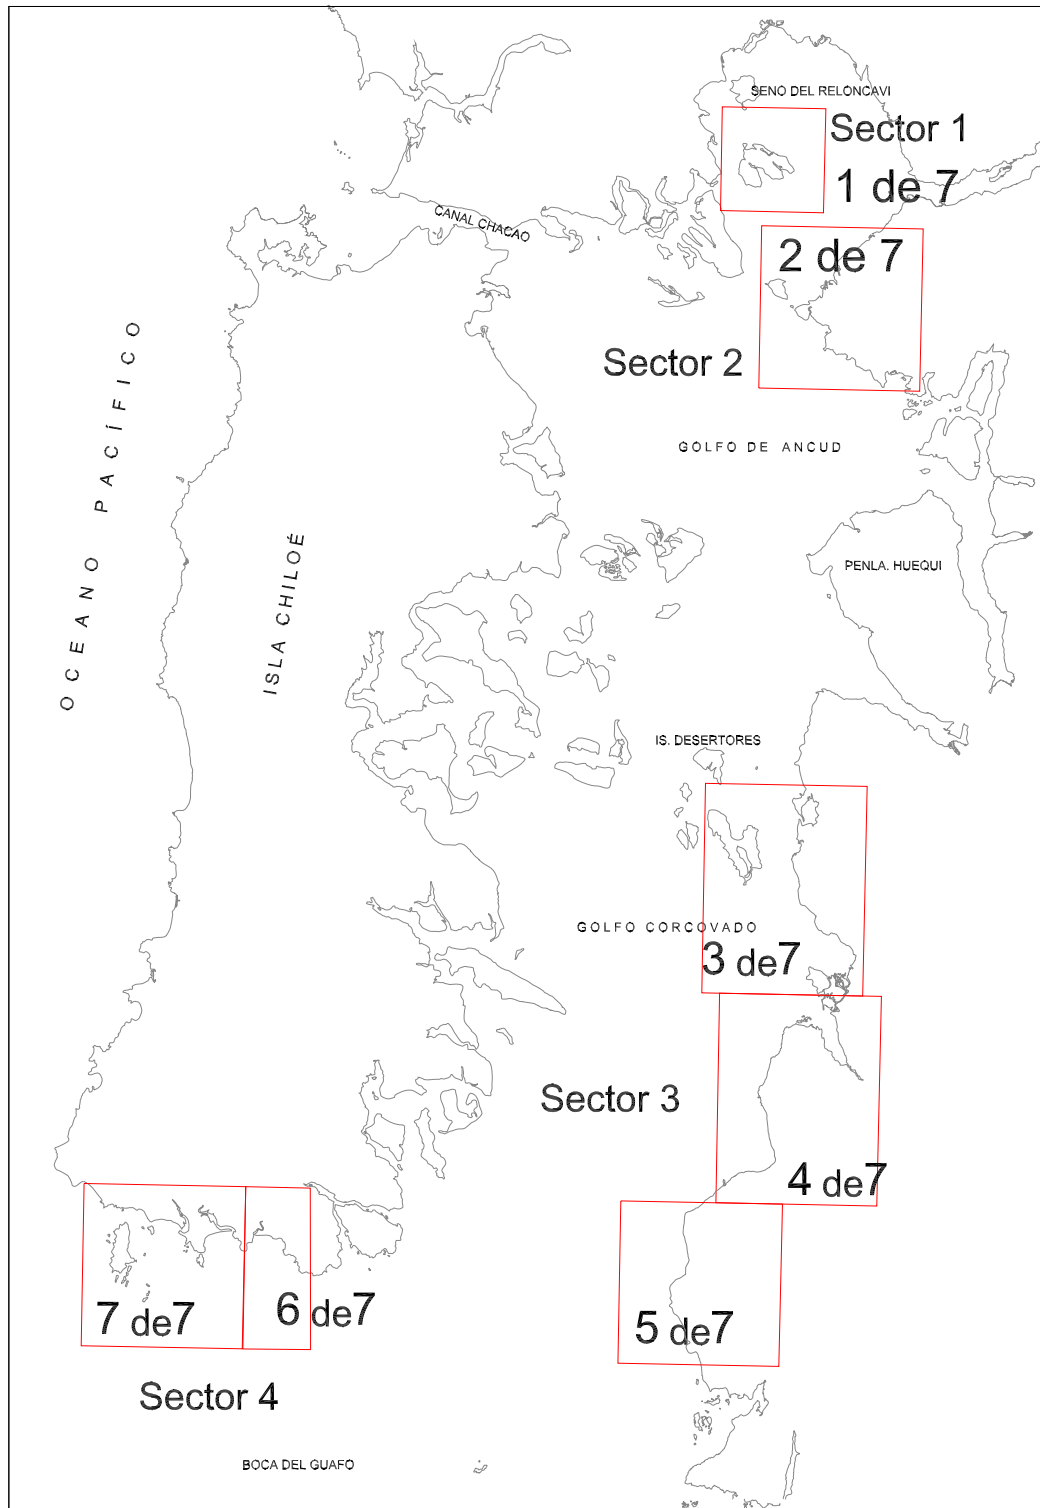 SENO DEL RELONCAVI
Sector 1
1 de 7
CANAL CHACAO
2 de 7
Sector 2
OCEANO PACÍFICO
GOLFO DE ANCUD
ISLA CHILOÉ
PENLA. HUEQUI
IS. DESERTORES
GOLFO CORCOVADO
3 de7
Sector 3
4 de7
7 de7
6 de7
5 de7
Sector 4
BOCA DEL GUAFO